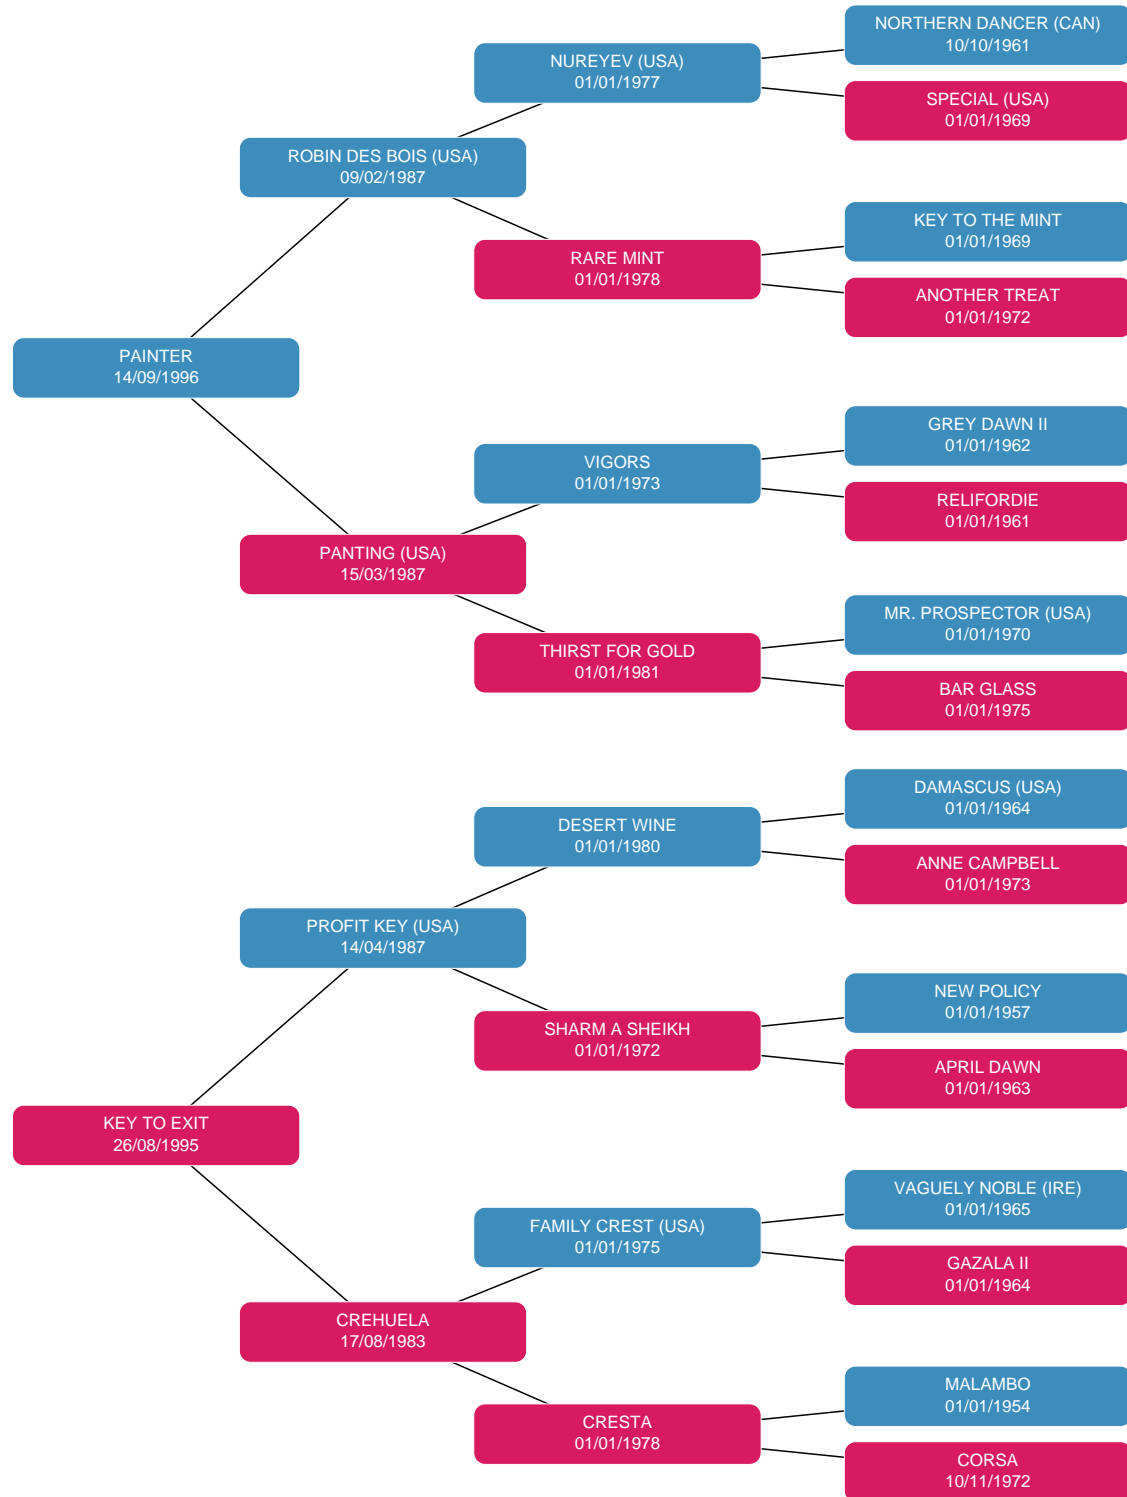 NORTHERN DANCER (CAN)
10/10/1961
NUREYEV (USA)
01/01/1977
SPECIAL (USA)
01/01/1969
ROBIN DES BOIS (USA)
09/02/1987
KEY TO THE MINT
01/01/1969
RARE MINT
01/01/1978
ANOTHER TREAT
01/01/1972
PAINTER
14/09/1996
GREY DAWN II
01/01/1962
VIGORS
01/01/1973
RELIFORDIE
01/01/1961
PANTING (USA)
15/03/1987
MR. PROSPECTOR (USA)
01/01/1970
THIRST FOR GOLD
01/01/1981
BAR GLASS
01/01/1975
DAMASCUS (USA)
01/01/1964
DESERT WINE
01/01/1980
ANNE CAMPBELL
01/01/1973
PROFIT KEY (USA)
14/04/1987
NEW POLICY
01/01/1957
SHARM A SHEIKH
01/01/1972
APRIL DAWN
01/01/1963
KEY TO EXIT
26/08/1995
VAGUELY NOBLE (IRE)
01/01/1965
FAMILY CREST (USA)
01/01/1975
GAZALA II
01/01/1964
CREHUELA
17/08/1983
MALAMBO
01/01/1954
CRESTA
01/01/1978
CORSA
10/11/1972